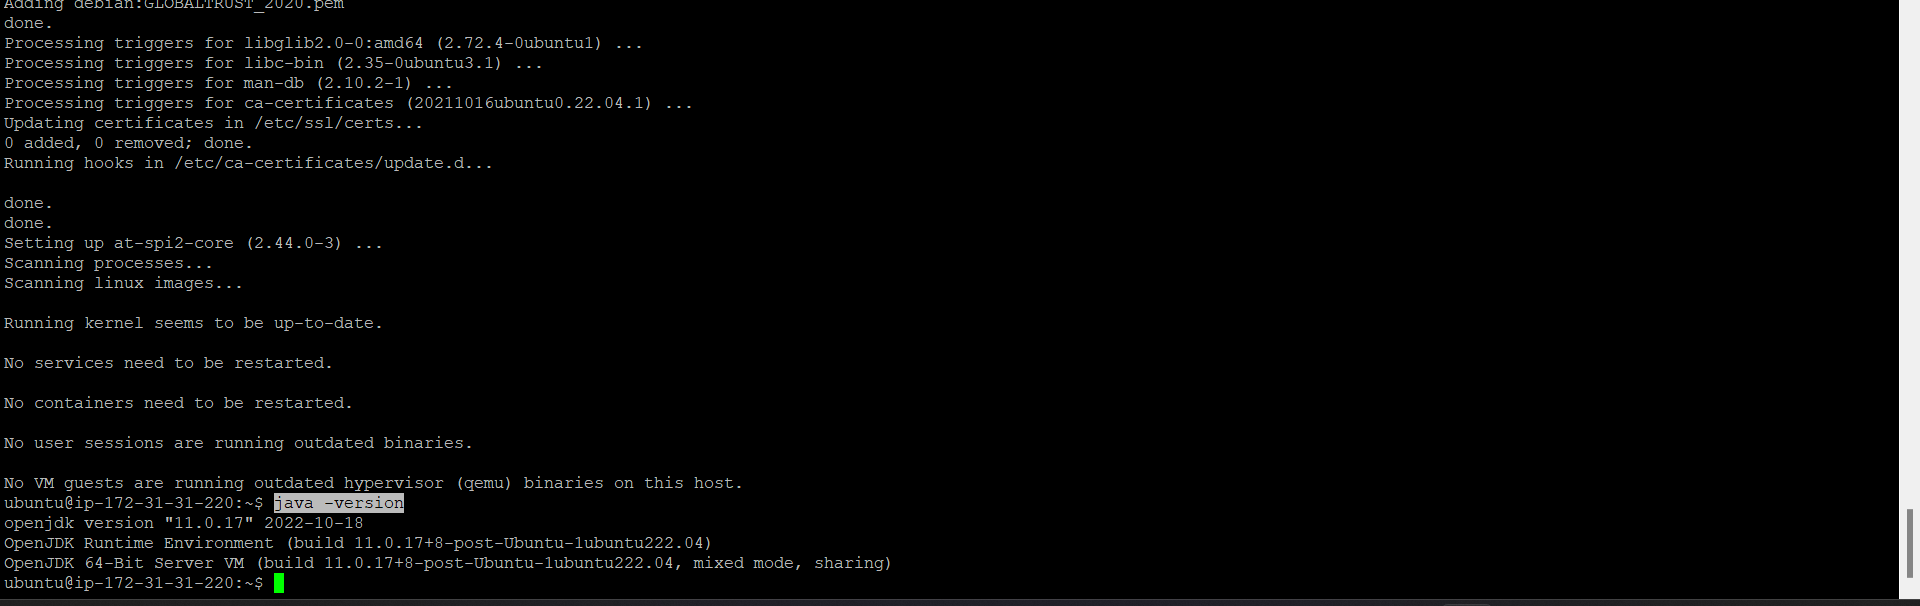 Adding debian:GLOBALTRUST_2020.pem
done.
Processing triggers for libglib2.0-0:amd64 (2.72.4-0ubuntu1) ...
Processing triggers for libc-bin (2.35-0ubuntu3.1) ...
Processing triggers for man-db (2.10.2-1) ...
Processing triggers for ca-certificates (20211016ubuntu0.22.04.1) ...
Updating certificates in /etc/ssl/certs...
0 added, 0 removed; done.
Running hooks in /etc/ca-certificates/update.d...
done.
done.
Setting up at-spi2-core (2.44.0-3) ...
Scanning processes...
Scanning linux images...
Running kernel seems to be up-to-date.
No services need to be restarted.
No containers need to be restarted.
No user sessions are running outdated binaries.
No VM guests are running outdated hypervisor (qemu) binaries on this host.
ubuntu@ip-172-31-31-220:~$ java -version
openjdk version "11.0.17" 2022-10-18
OpenJDK Runtime Environment (build 11.0.17+8-post-Ubuntu-1ubuntu222.04)
OpenJDK 64-Bit Server VM (build 11.0.17+8-post-Ubuntu-1ubuntu222.04, mixed mode, sharing)
ubuntu@ip-172-31-31-220:~$